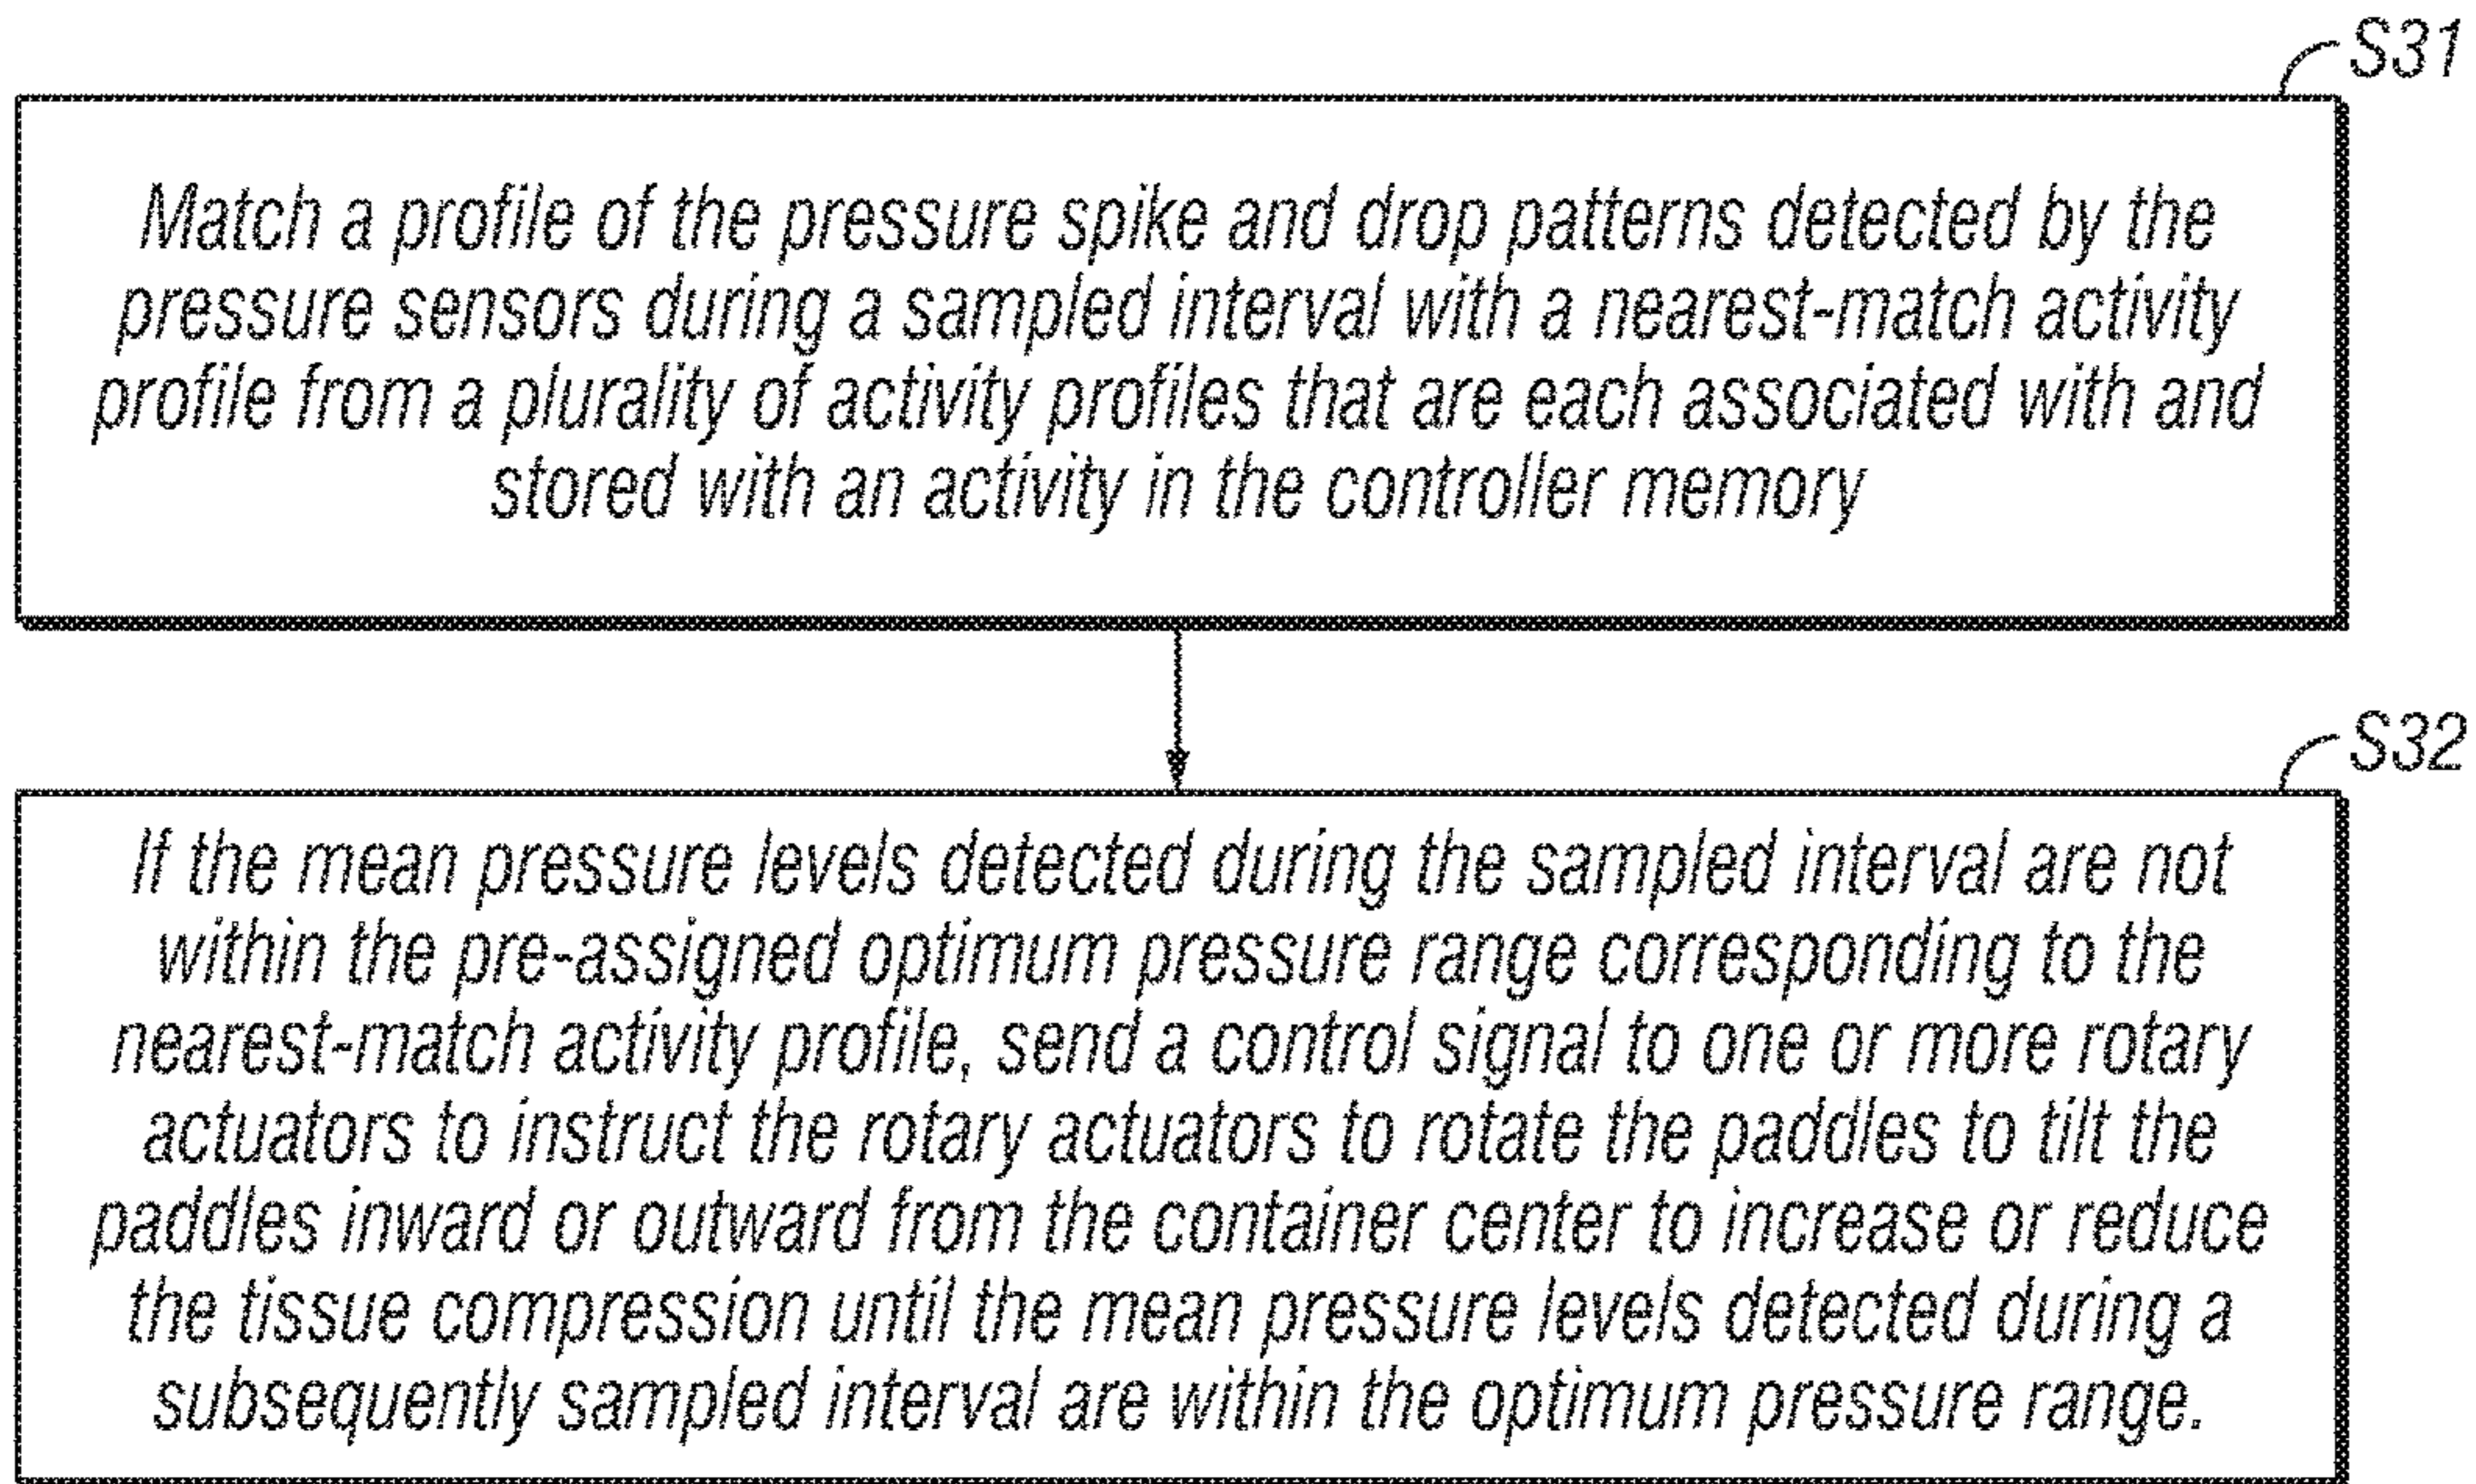 S31
Match a profile of the pressure spike and drop patterns detected by the
pressure sensors during a sampled interval with a nearest-match activity
profile from a plurality of activity profiles that are each associated with and
stored with an activity in the controller memory
S32
If the mean pressure levels detected during the sampled interval are not
within the pre-assigned optimum pressure range corresponding to the
nearest-match activity profile, send a control signal to one or more rotary
actuators to instruct the rotary actuators to rotate the paddles to tilt the
paddles inward or outward from the container center to increase or reduce
the tissue compression until the mean pressure levels detected during a
subsequently sampled interval are within the optimum pressure range.